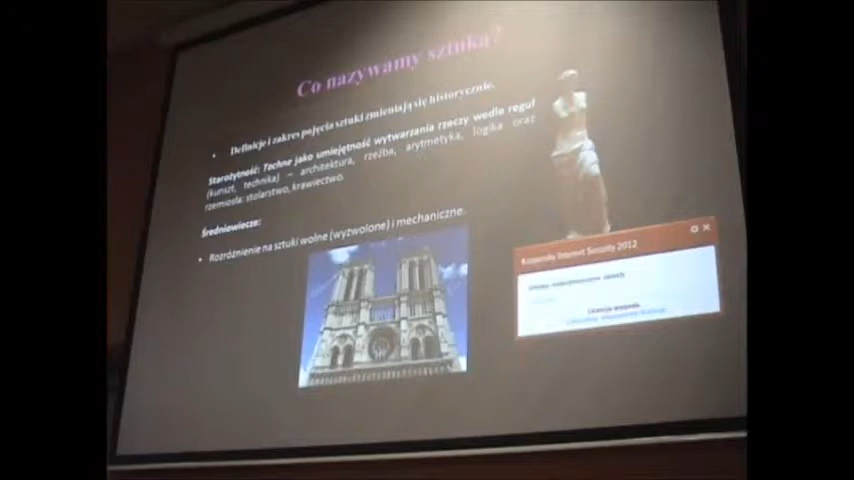 Co nazywamy sztuką?
• Definicje i zakres pojęcia sztuki zmieniają się historycznie.
Starożytność: Techne jako umiejętność wytwarzania rzeczy wedle reguł
(kunszt, technika) – architektura, rzeźba, arytmetyka, logika oraz
rzemiosła: stolarstwo, krawiectwo.
Średniowiecze:
• Rozróżnienie na sztuki wolne (wyzwolone) i mechaniczne.
Kaspersky Internet Security 2012
Licencja wygasła